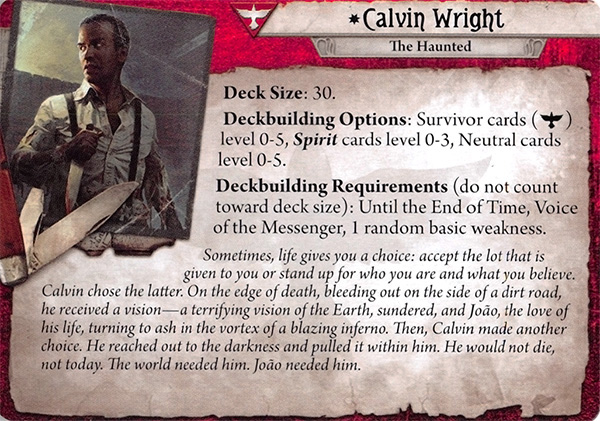 *Calvin Wright
The Haunted
Deck Size: 30.
Deckbuilding Options: Survivor cards ( )
level 0-5, Spirit cards level 0-3, Neutral cards
level 0-5.
Deckbuilding Requirements (do not count
toward deck size): Until the End of Time, Voice
of the Messenger, 1 random basic weakness.
Sometimes, life gives you a choice: accept the lot that is
given to you or stand up for who you are and what you believe.
Calvin chose the latter. On the edge of death, bleeding out on the side of a dirt road,
he received a vision—a terrifying vision of the Earth, sundered, and João, the love of
his life, turning to ash in the vortex of a blazing inferno. Then, Calvin made another
choice. He reached out to the darkness and pulled it within him. He would not die,
not today. The world needed him. João needed him.